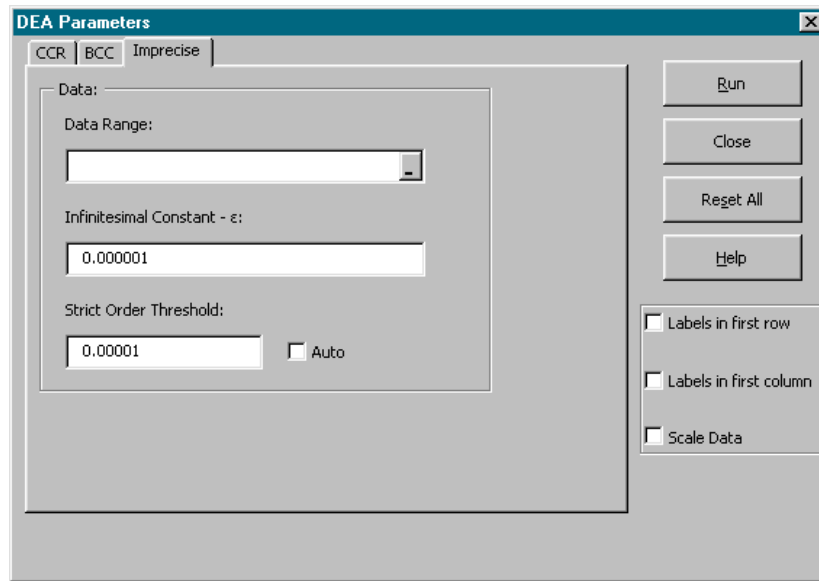 DEA Parameters
CCR BCC Imprecise
Data:
Data Range:
Infinitesimal Constant - ε:
0.000001
Strict Order Threshold:
0.00001
Auto
Run
Close
Reset All
Help
Labels in first row
Labels in first column
Scale Data